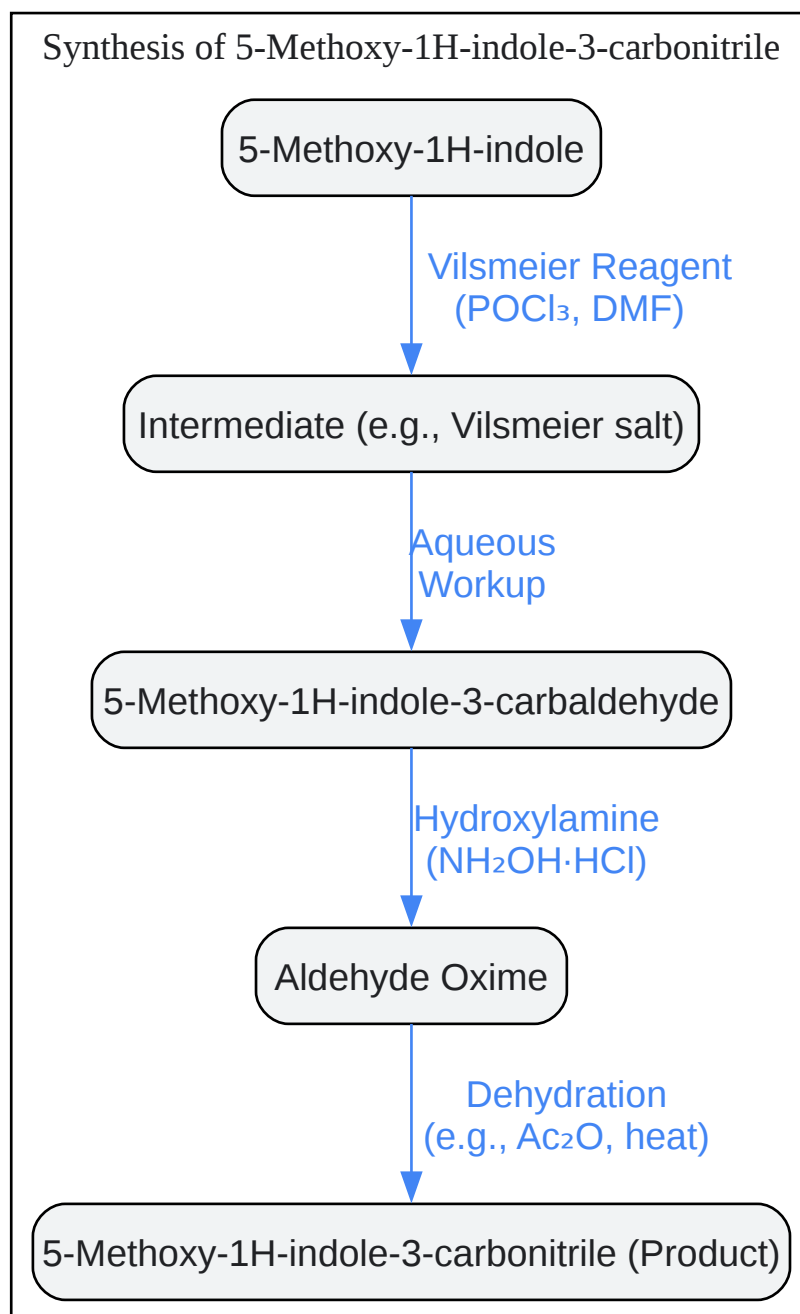 Synthesis of 5-Methoxy-1H-indole-3-carbonitrile
5-Methoxy-1H-indole
Vilsmeier Reagent
(POCl₃, DMF)
Intermediate (e.g., Vilsmeier salt)
Aqueous
Workup
5-Methoxy-1H-indole-3-carbaldehyde
Hydroxylamine
(NH₂OH·HCl)
Aldehyde Oxime
Dehydration
(e.g., Ac₂O, heat)
5-Methoxy-1H-indole-3-carbonitrile (Product)